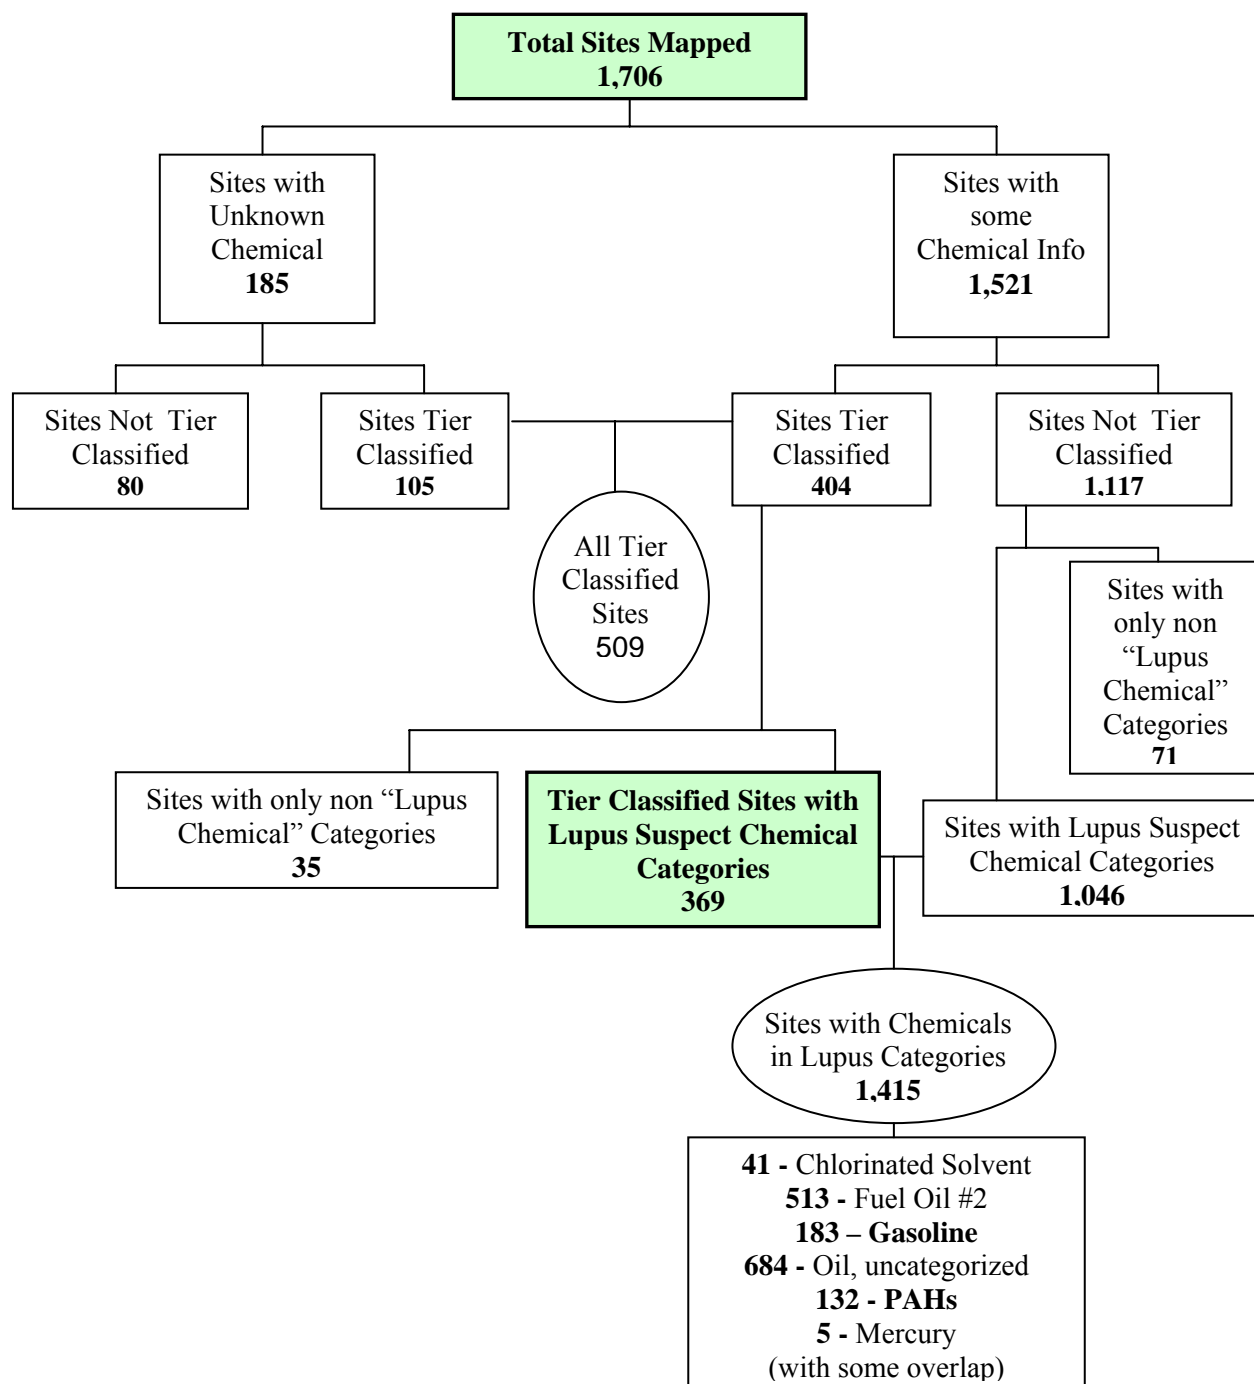 Total Sites Mapped
1,706
Sites with
Unknown
Chemical
185
Sites with
some
Chemical Info
1,521
Sites Not Tier
Classified
80
Sites Tier
Classified
105
Sites Tier
Classified
404
Sites Not Tier
Classified
1,117
All Tier
Classified
Sites
509
Sites with
only non
“Lupus
Chemical”
Categories
71
Sites with only non “Lupus
Chemical” Categories
35
Tier Classified Sites with
Lupus Suspect Chemical
Categories
369
Sites with Lupus Suspect
Chemical Categories
1,046
Sites with Chemicals
in Lupus Categories
1,415
41 - Chlorinated Solvent
513 - Fuel Oil #2
183 – Gasoline
684 - Oil, uncategorized
132 - PAHs
5 - Mercury
(with some overlap)